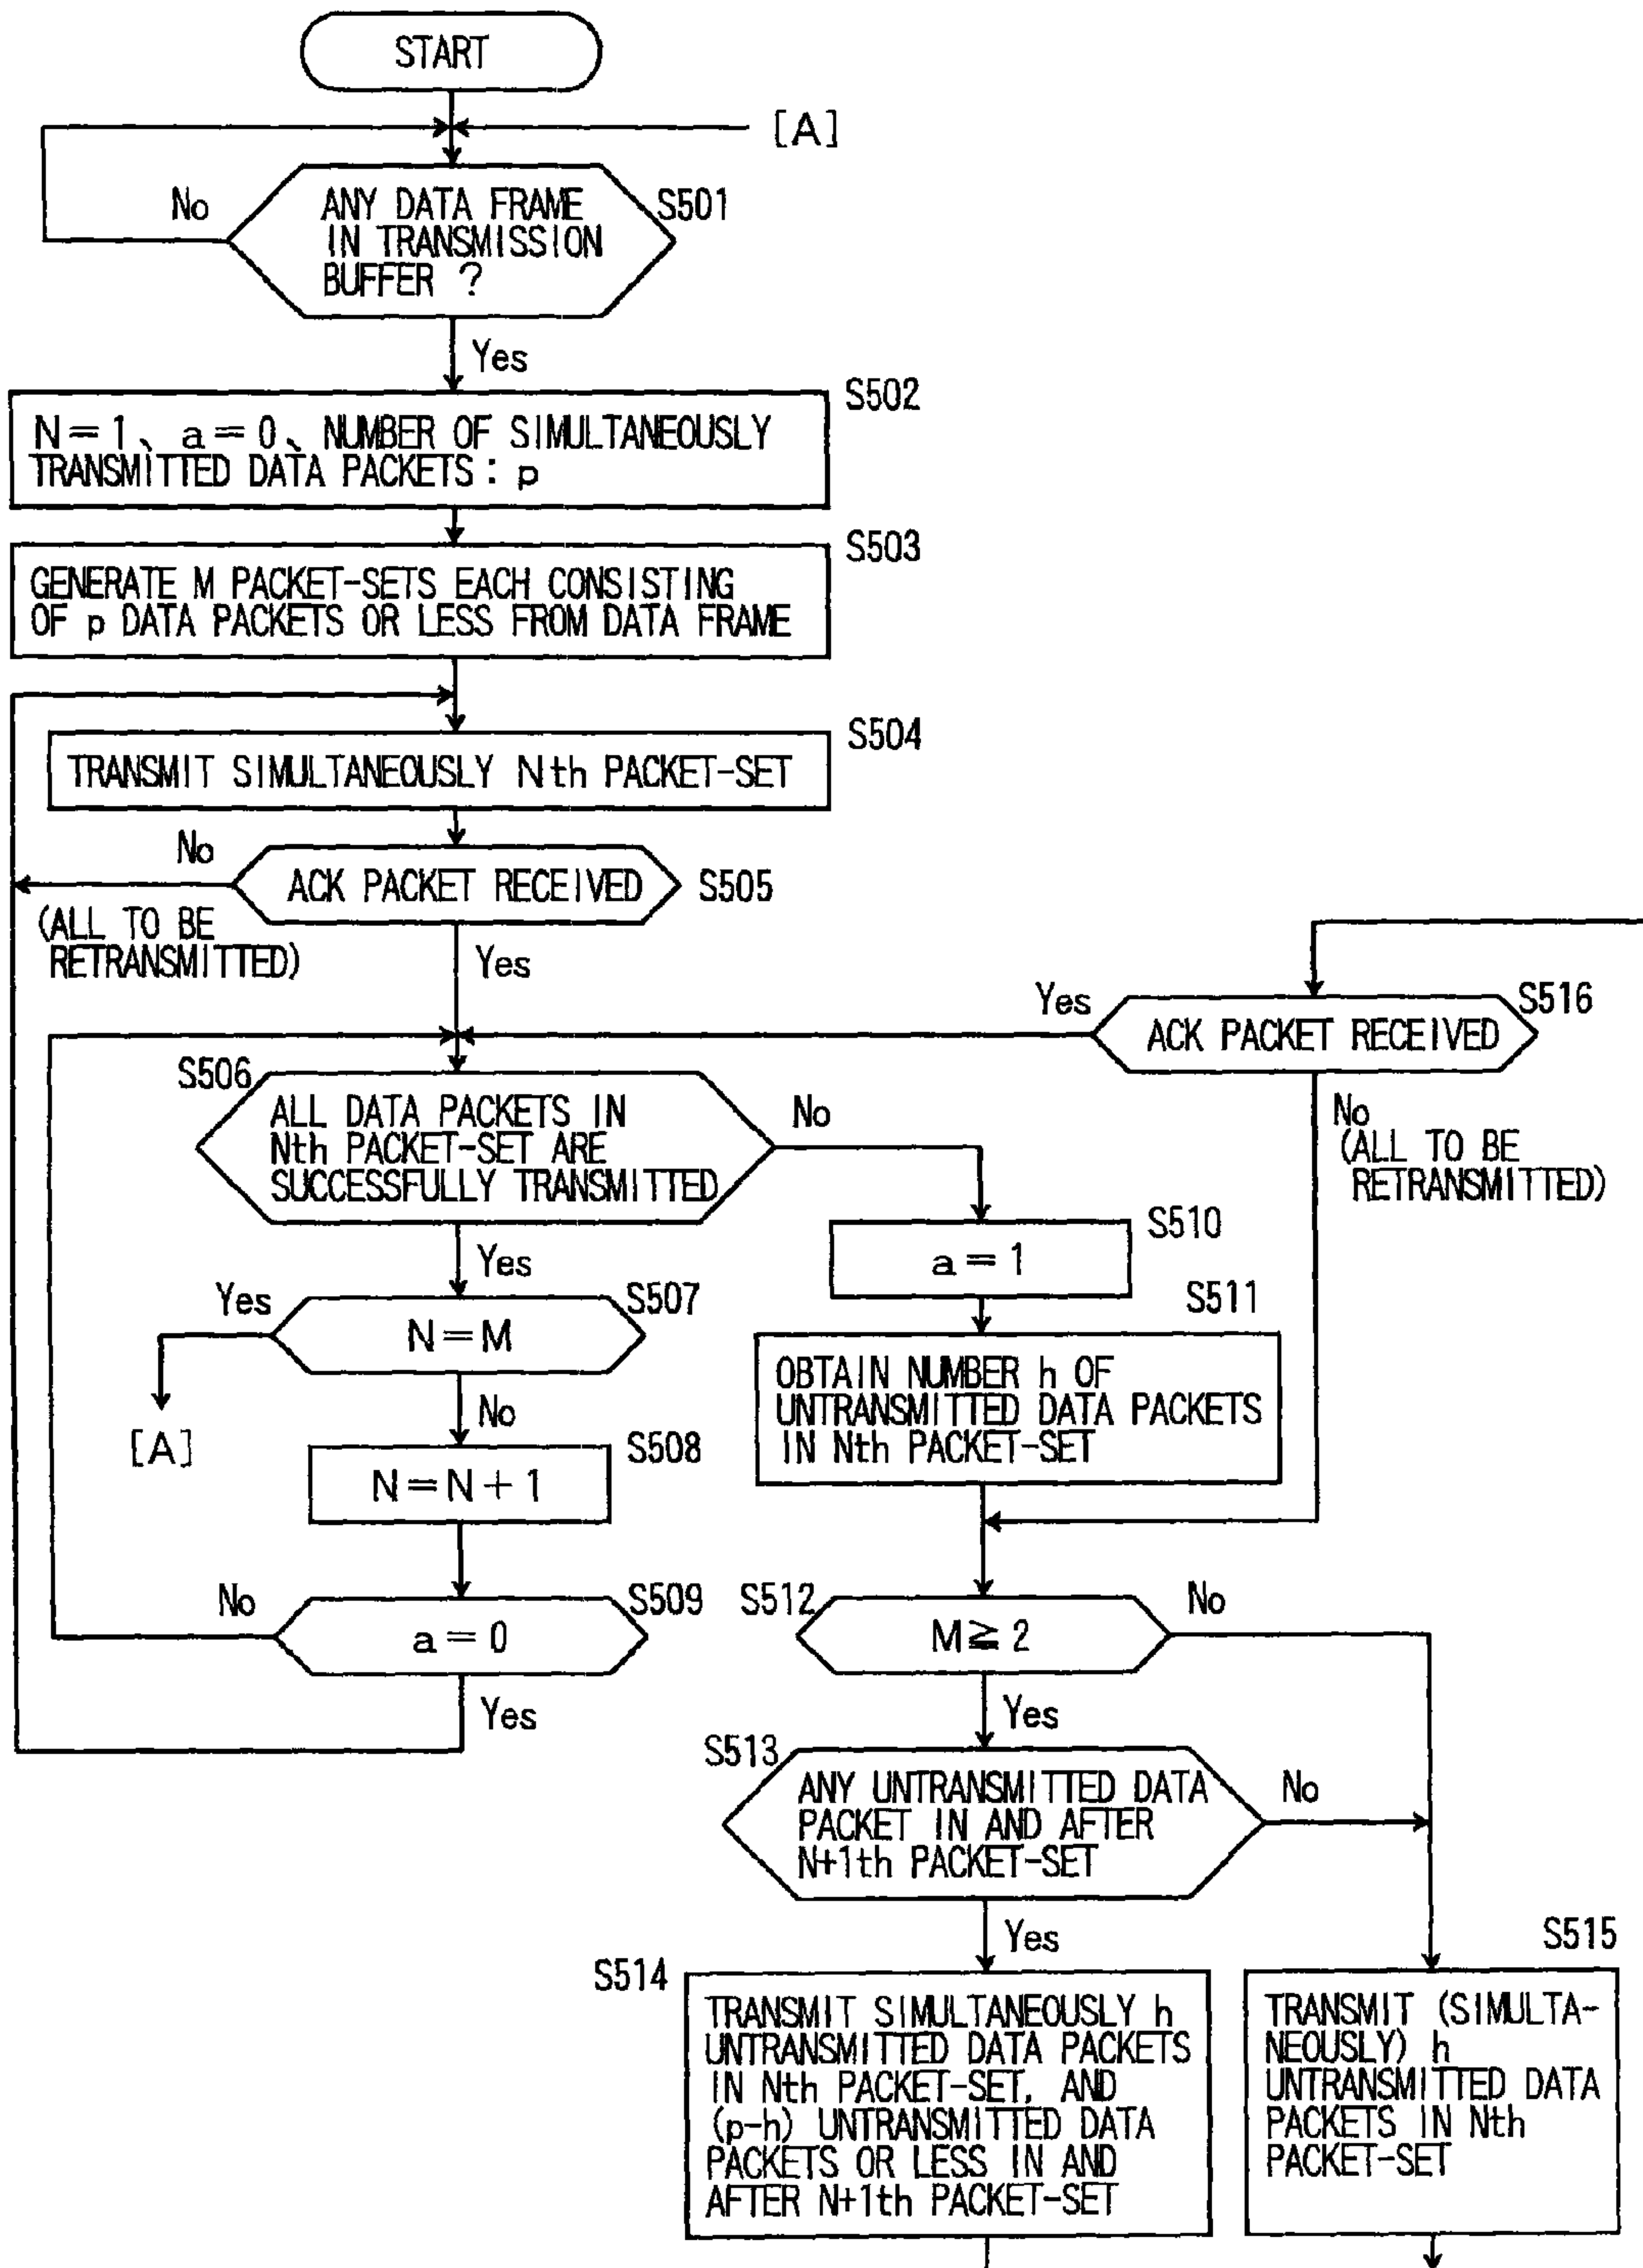 START
[A]
No
ANY DATA FRAME
IN TRANSMISSION
BUFFER ?
S501
Yes
S502
N=1、a=0、NUMBER OF SIMULTANEOUSLY
TRANSMITTED DATA PACKETS : p
S503
GENERATE M PACKET-SETS EACH CONSISTING
OF p DATA PACKETS OR LESS FROM DATA FRAME
S504
TRANSMIT SIMULTANEOUSLY Nth PACKET-SET
No
ACK PACKET RECEIVED
S505
(ALL TO BE
RETRANSMITTED)
Yes
Yes
S516
ACK PACKET RECEIVED
No
(ALL TO BE
RETRANSMITTED)
S506
ALL DATA PACKETS IN
Nth PACKET-SET ARE
SUCCESSFULLY TRANSMITTED
No
Yes
S510
a=1
Yes
S507
N=M
[A]
No
S511
OBTAIN NUMBER h OF
UNTRANSMITTED DATA PACKETS
IN Nth PACKET-SET
S508
N=N+1
No
S509
a=0
Yes
S512
M≧2
No
Yes
S513
ANY UNTRANSMITTED DATA
PACKET IN AND AFTER
N+1th PACKET-SET
No
Yes
S514
TRANSMIT SIMULTANEOUSLY h
UNTRANSMITTED DATA PACKETS
IN Nth PACKET-SET, AND
(p-h) UNTRANSMITTED DATA
PACKETS OR LESS IN AND
AFTER N+1th PACKET-SET
S515
TRANSMIT (SIMULTA-
NEOUSLY) h
UNTRANSMITTED DATA
PACKETS IN Nth
PACKET-SET